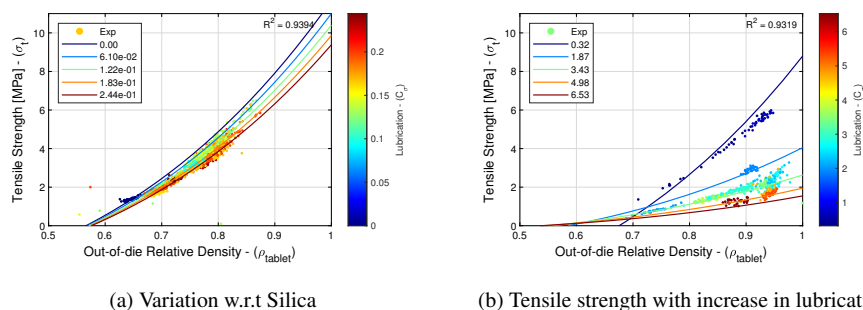 R² = 0.9394
Exp
0.00
6.10e-02
1.22e-01
1.83e-01
2.44e-01
Tensile Strength [MPa] - (σt)
10
8
6
4
2
0
0.5 0.6 0.7 0.8 0.9 1
Out-of-die Relative Density - (ρtablet)
0.2
0.15
0.1
0.05
0
Lubrication - (Cσ)
(a) Variation w.r.t Silica
R² = 0.9319
Exp
0.32
1.87
3.43
4.98
6.53
Tensile Strength [MPa] - (σt)
10
8
6
4
2
0
0.5 0.6 0.7 0.8 0.9 1
Out-of-die Relative Density - (ρtablet)
6
5
4
3
2
1
Lubrication - (C
(b) Tensile strength with increase in lubricat